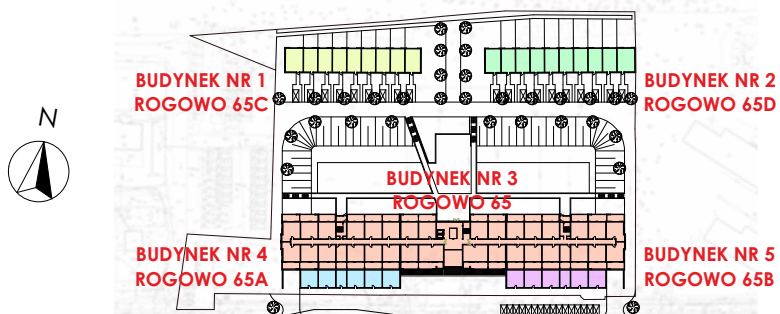 BUDYNEK NR 1
ROGOWO 65C
BUDYNEK NR 2
ROGOWO 65D
N
BUDYNEK NR 3
ROGOWO 65
BUDYNEK NR 4
ROGOWO 65A
BUDYNEK NR 5
ROGOWO 65B